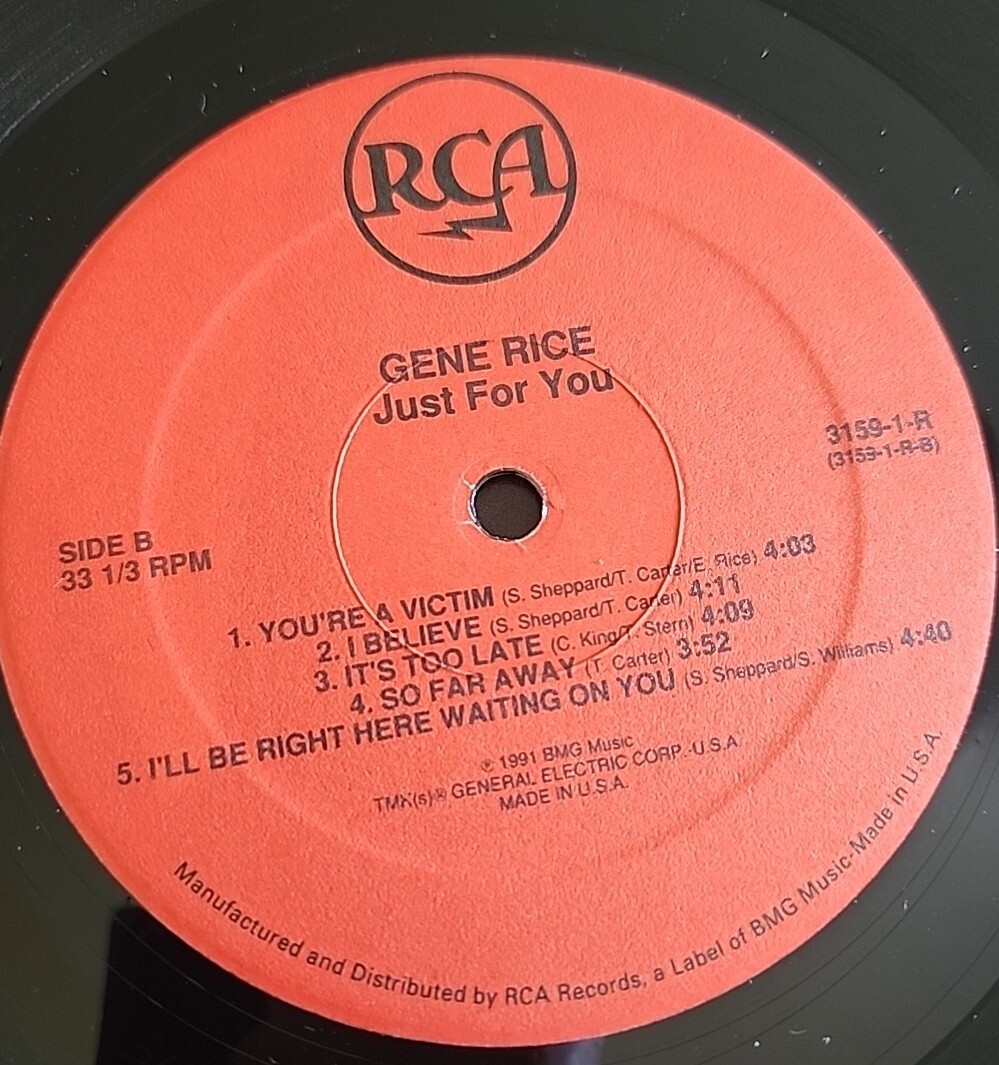 RCA
GENE RICE
Just For You
3159-1-R
(3159-1-R-B)
SIDE B
33 1/3 RPM
1. YOU'RE A VICTIM (S. Sheppard/T. Carter/E. Rice) 4:03
2. I BELIEVE (S. Sheppard/T. Carter) 4:11
3. IT'S TOO LATE (C. King/T. Stern) 4:09
4. SO FAR AWAY (T. Carter) 3:52
5. I'LL BE RIGHT HERE WAITING ON YOU (S. Sheppard/S. Williams) 4:40
℗ 1991 BMG Music
TMK(s)® GENERAL ELECTRIC CORP.-U.S.A.
MADE IN U.S.A.
Manufactured and Distributed by RCA Records, a Label of BMG Music-Made in U.S.A.